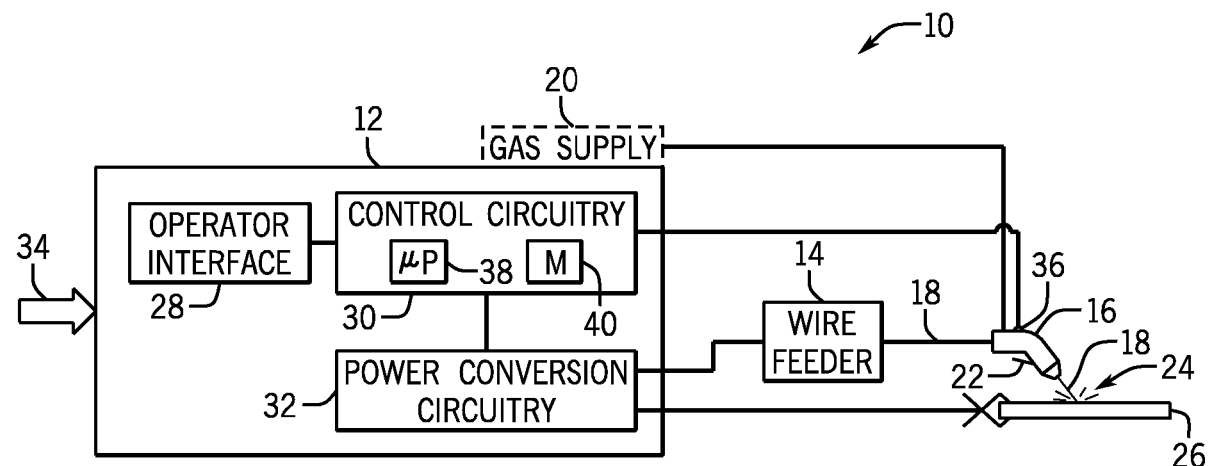 10
20
12
GAS SUPPLY
OPERATOR
INTERFACE
28
CONTROL CIRCUITRY
μP
38
M
40
30
34
14
WIRE
FEEDER
18
36
16
18
22
24
POWER CONVERSION
CIRCUITRY
32
26